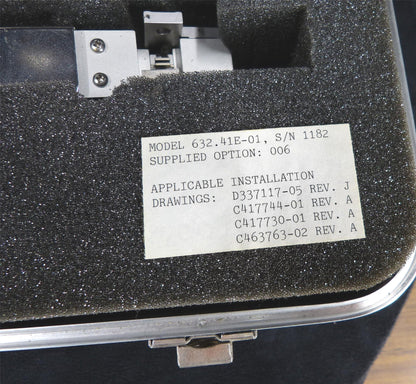 MODEL 632.41E-01, S/N 1182
SUPPLIED OPTION: 006
APPLICABLE INSTALLATION
DRAWINGS: D337117-05 REV. J
C417744-01 REV. A
C417730-01 REV. A
C463763-02 REV. A